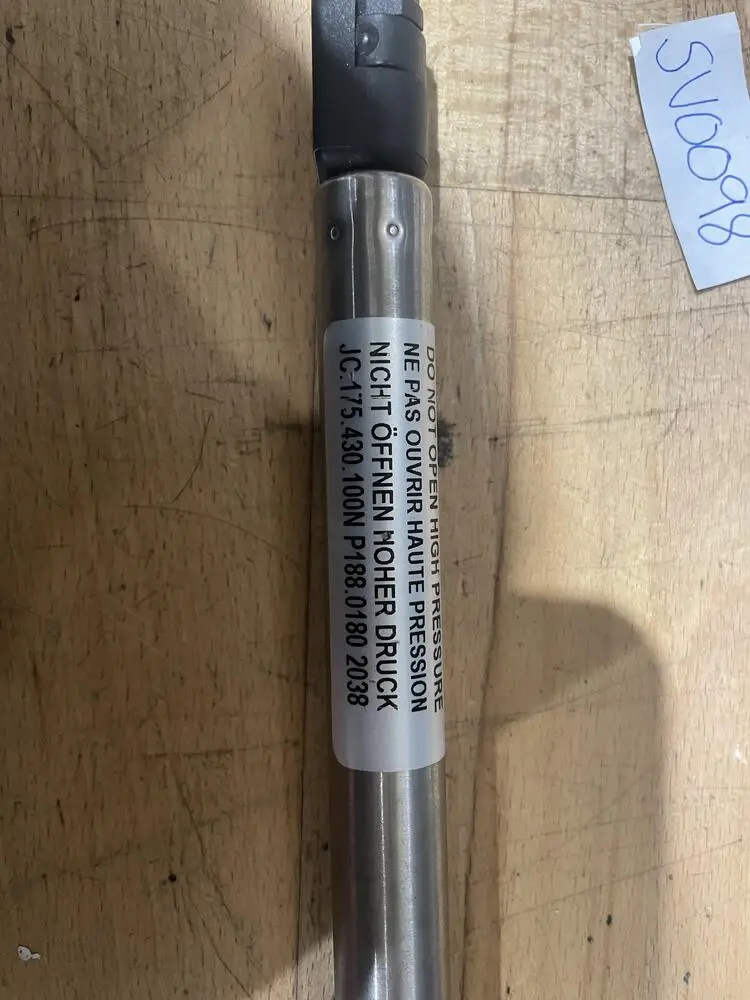 DO NOT OPEN HIGH PRESSURE
NE PAS OUVRIR HAUTE PRESSION
NICHT ÖFFNEN HOHER DRUCK
JC.175.430.100N P188.0180 2038
SV0098